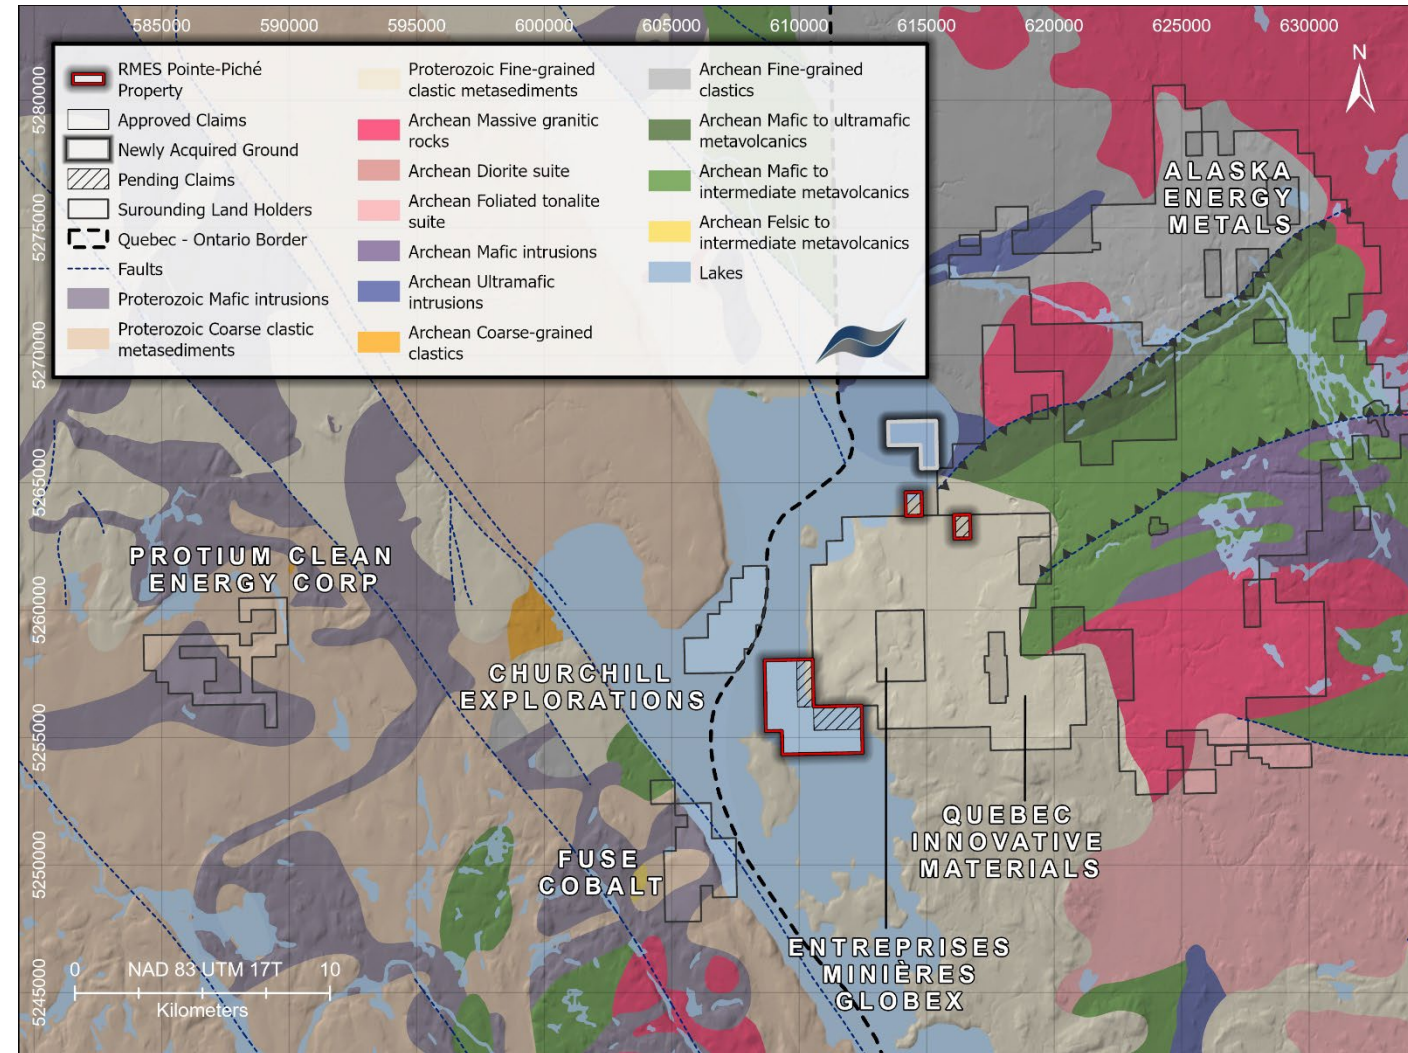 585000 590000 595000 600000 605000 610000 615000 620000 625000 630000
5280000
5275000
5270000
5265000
5260000
5255000
5250000
5245000
RMES Pointe-Piché
Property
Approved Claims
Newly Acquired Ground
Pending Claims
Surounding Land Holders
Quebec - Ontario Border
Faults
Proterozoic Mafic intrusions
Proterozoic Coarse clastic
metasediments
Proterozoic Fine-grained
clastic metasediments
Archean Massive granitic
rocks
Archean Diorite suite
Archean Foliated tonalite
suite
Archean Mafic intrusions
Archean Ultramafic
intrusions
Archean Coarse-grained
clastics
Archean Fine-grained
clastics
Archean Mafic to ultramafic
metavolcanics
Archean Mafic to
intermediate metavolcanics
Archean Felsic to
intermediate metavolcanics
Lakes
N
ALASKA
ENERGY
METALS
PROTIUM CLEAN
ENERGY CORP
CHURCHILL
EXPLORATIONS
FUSE
COBALT
QUEBEC
INNOVATIVE
MATERIALS
ENTREPRISES
MINIÈRES
GLOBEX
0 NAD 83 UTM 17T 10
Kilometers